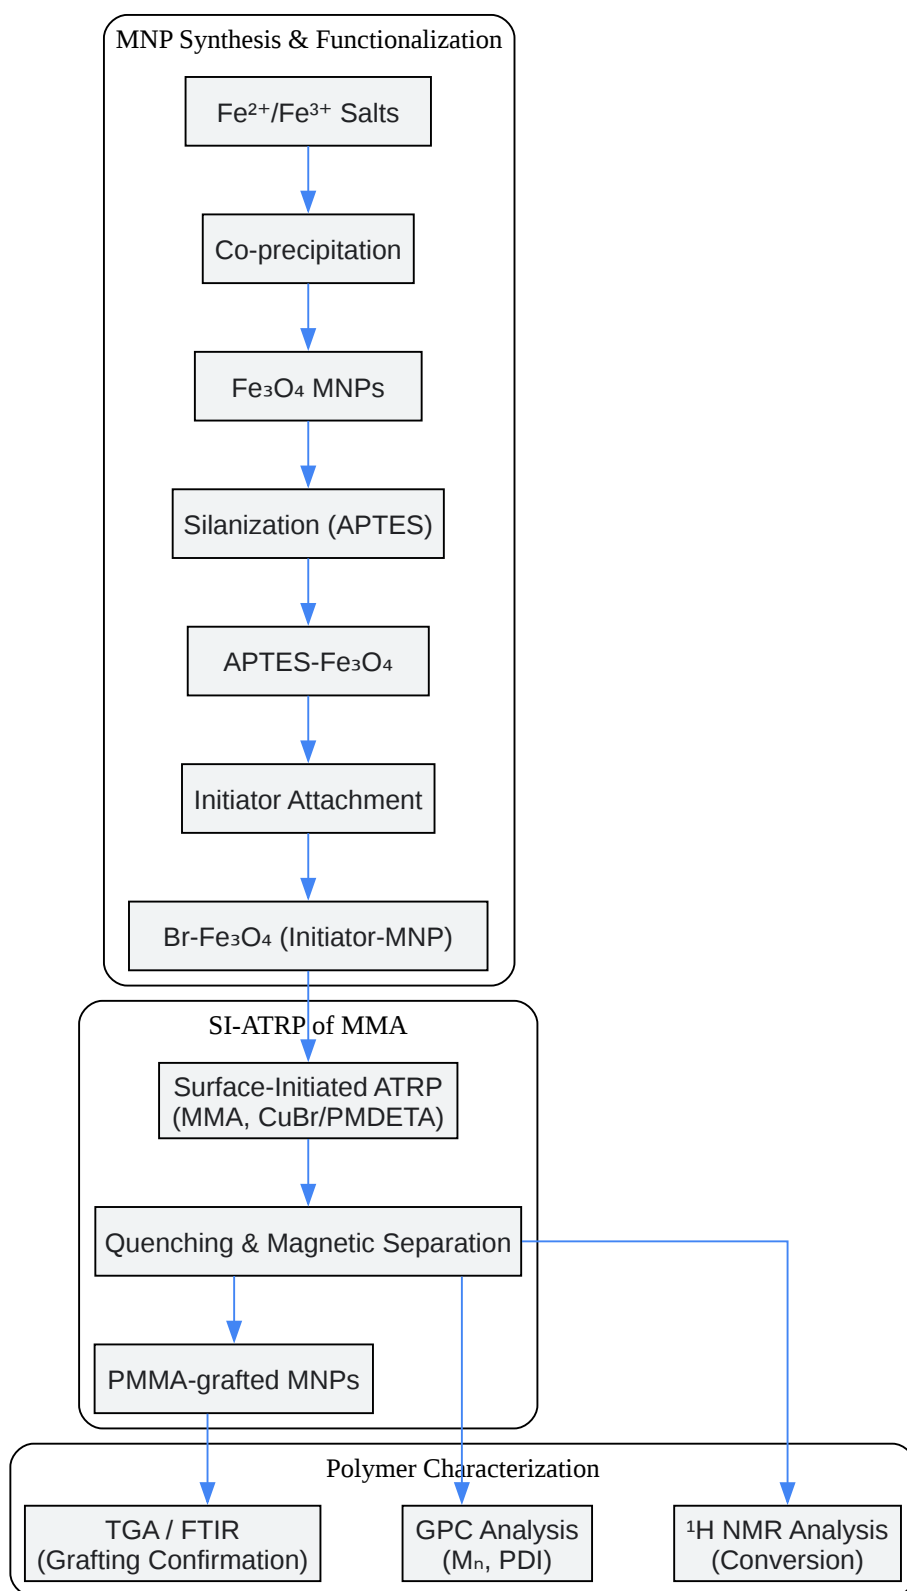 MNP Synthesis & Functionalization
Fe²⁺/Fe³⁺ Salts
Co-precipitation
Fe₃O₄ MNPs
Silanization (APTES)
APTES-Fe₃O₄
Initiator Attachment
Br-Fe₃O₄ (Initiator-MNP)
SI-ATRP of MMA
Surface-Initiated ATRP
(MMA, CuBr/PMDETA)
Quenching & Magnetic Separation
PMMA-grafted MNPs
Polymer Characterization
TGA / FTIR
(Grafting Confirmation)
GPC Analysis
(Mₙ, PDI)
¹H NMR Analysis
(Conversion)